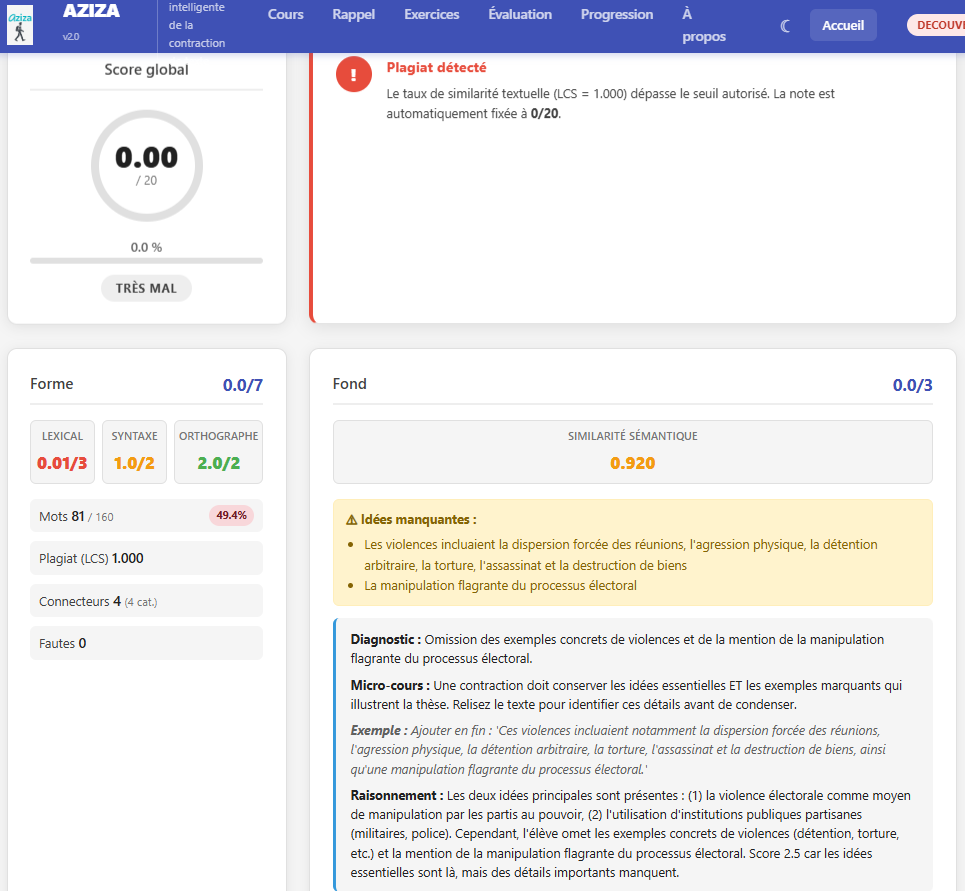 Aziza
AZIZA
v2.0
intelligente
de la
contraction
Cours
Rappel
Exercices
Évaluation
Progression
À
propos
Accueil
DECOUV
Score global
0.00
/ 20
0.0 %
TRÈS MAL
!
Plagiat détecté
Le taux de similarité textuelle (LCS = 1.000) dépasse le seuil autorisé. La note est
automatiquement fixée à 0/20.
Forme 0.0/7
LEXICAL
0.01/3
SYNTAXE
1.0/2
ORTHOGRAPHE
2.0/2
Mots 81 / 160 49.4%
Plagiat (LCS) 1.000
Connecteurs 4 (4 cat.)
Fautes 0
Fond 0.0/3
SIMILARITÉ SÉMANTIQUE
0.920
⚠ Idées manquantes :
• Les violences incluaient la dispersion forcée des réunions, l'agression physique, la détention
arbitraire, la torture, l'assassinat et la destruction de biens
• La manipulation flagrante du processus électoral
Diagnostic : Omission des exemples concrets de violences et de la mention de la manipulation
flagrante du processus électoral.
Micro-cours : Une contraction doit conserver les idées essentielles ET les exemples marquants qui
illustrent la thèse. Relisez le texte pour identifier ces détails avant de condenser.
Exemple : Ajouter en fin : 'Ces violences incluaient notamment la dispersion forcée des réunions,
l'agression physique, la détention arbitraire, la torture, l'assassinat et la destruction de biens, ainsi
qu'une manipulation flagrante du processus électoral.'
Raisonnement : Les deux idées principales sont présentes : (1) la violence électorale comme moyen
de manipulation par les partis au pouvoir, (2) l'utilisation d'institutions publiques partisanes
(militaires, police). Cependant, l'élève omet les exemples concrets de violences (détention, torture,
etc.) et la mention de la manipulation flagrante du processus électoral. Score 2.5 car les idées
essentielles sont là, mais des détails importants manquent.